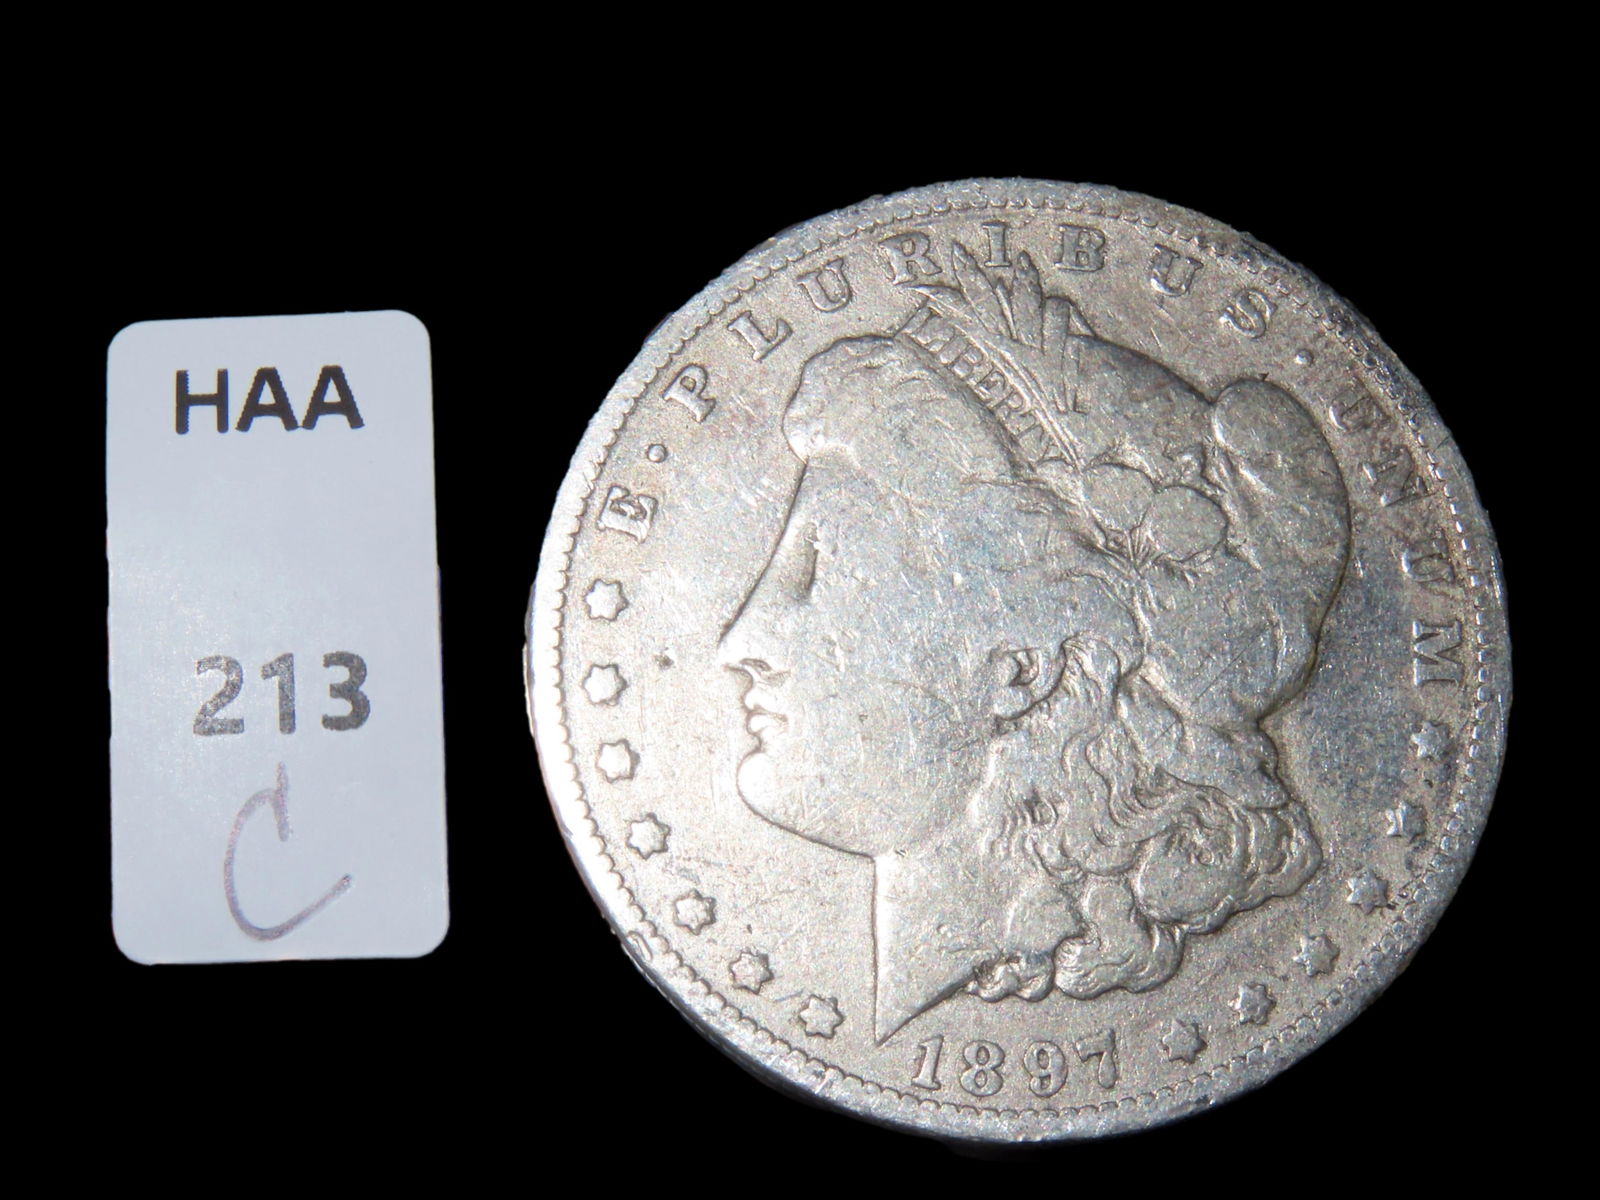 HAA
213
C
E · PLURIBUS · UNUM
LIBERTY
1897